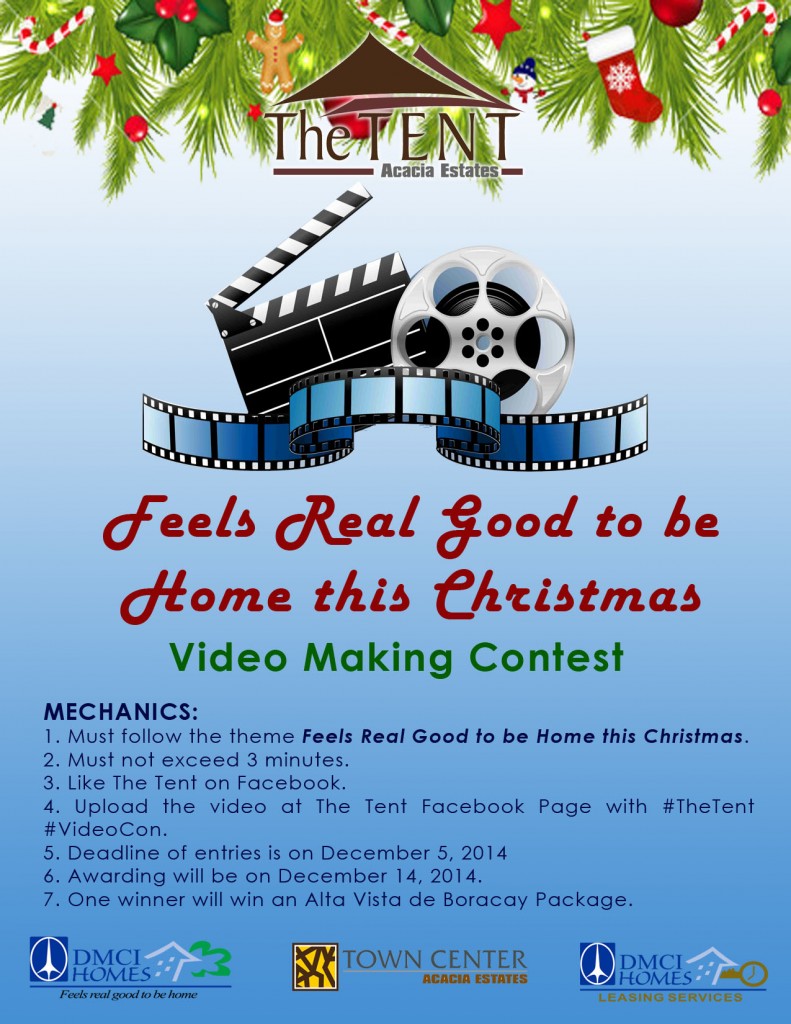 The TENT
Acacia Estates
Feels Real Good to be
Home this Christmas
Video Making Contest
MECHANICS:
1. Must follow the theme Feels Real Good to be Home this Christmas.
2. Must not exceed 3 minutes.
3. Like The Tent on Facebook.
4. Upload the video at The Tent Facebook Page with #TheTent
#VideoCon.
5. Deadline of entries is on December 5, 2014
6. Awarding will be on December 14, 2014.
7. One winner will win an Alta Vista de Boracay Package.
DMCI
HOMES
Feels real good to be home
TOWN CENTER
ACACIA ESTATES
DMCI
HOMES
LEASING SERVICES